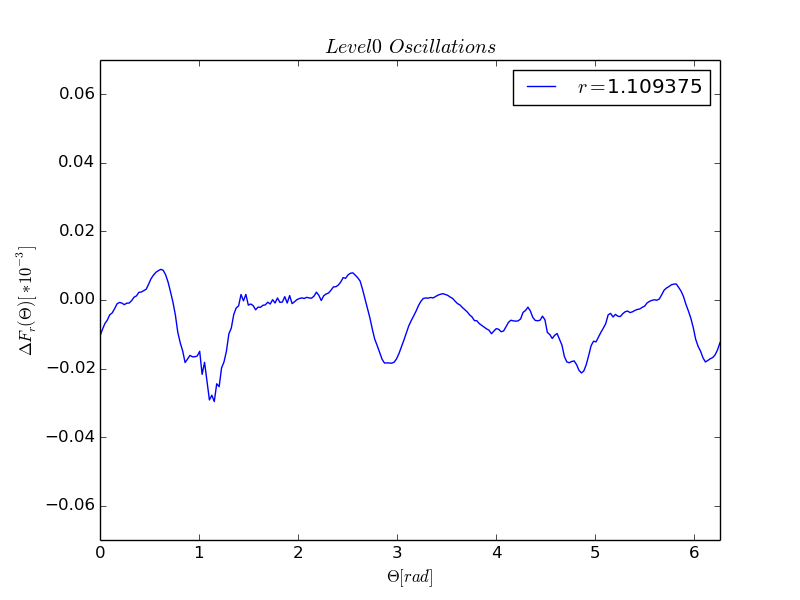 Level0 Oscillations
r=1.109375
0.06
0.04
0.02
0.00
−0.02
−0.04
−0.06
ΔF_r(Θ)[∗10^{−3}]
0 1 2 3 4 5 6
Θ[rad]